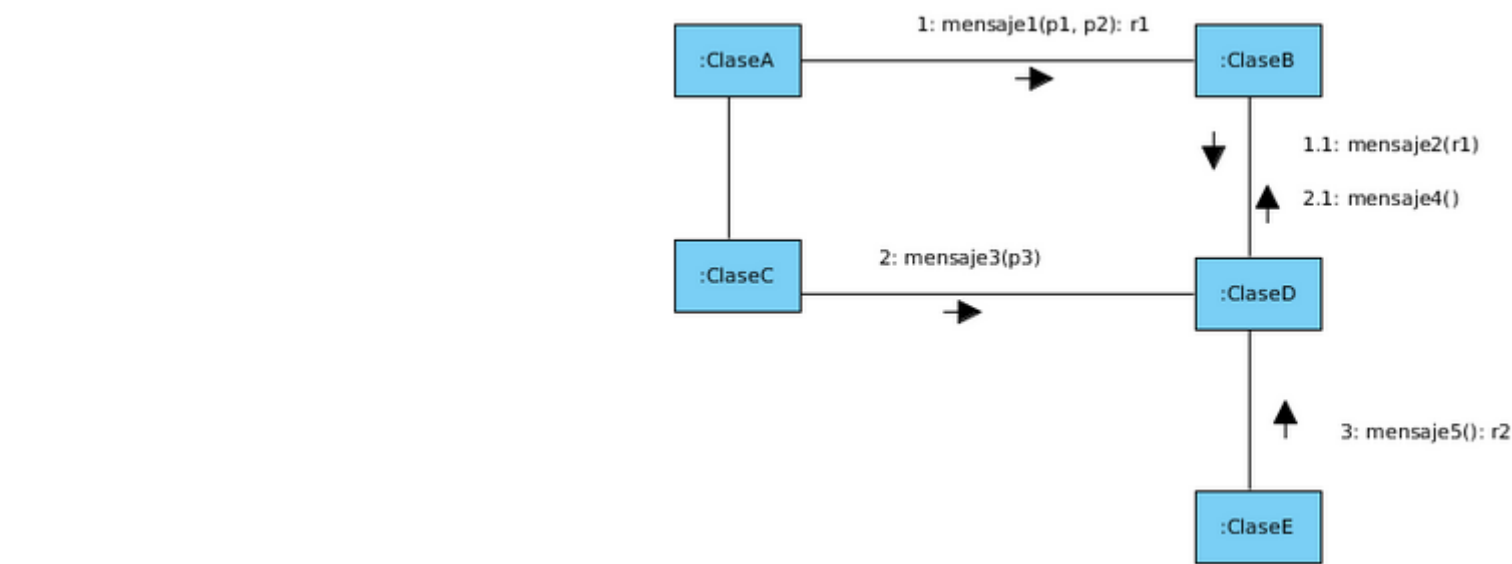 1: mensaje1(p1, p2): r1
:ClaseA
:ClaseB
1.1: mensaje2(r1)
2.1: mensaje4()
2: mensaje3(p3)
:ClaseC
:ClaseD
3: mensaje5(): r2
:ClaseE